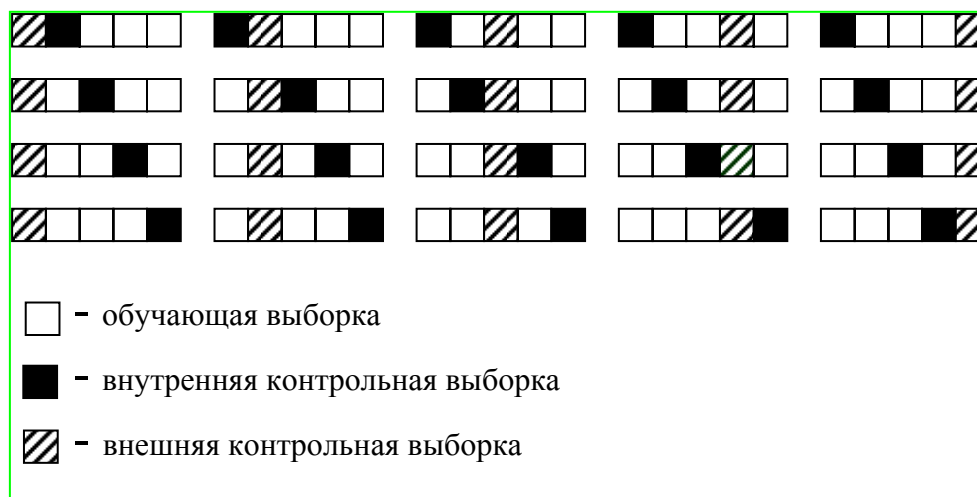 - обучающая выборка
- внутренняя контрольная выборка
- внешняя контрольная выборка